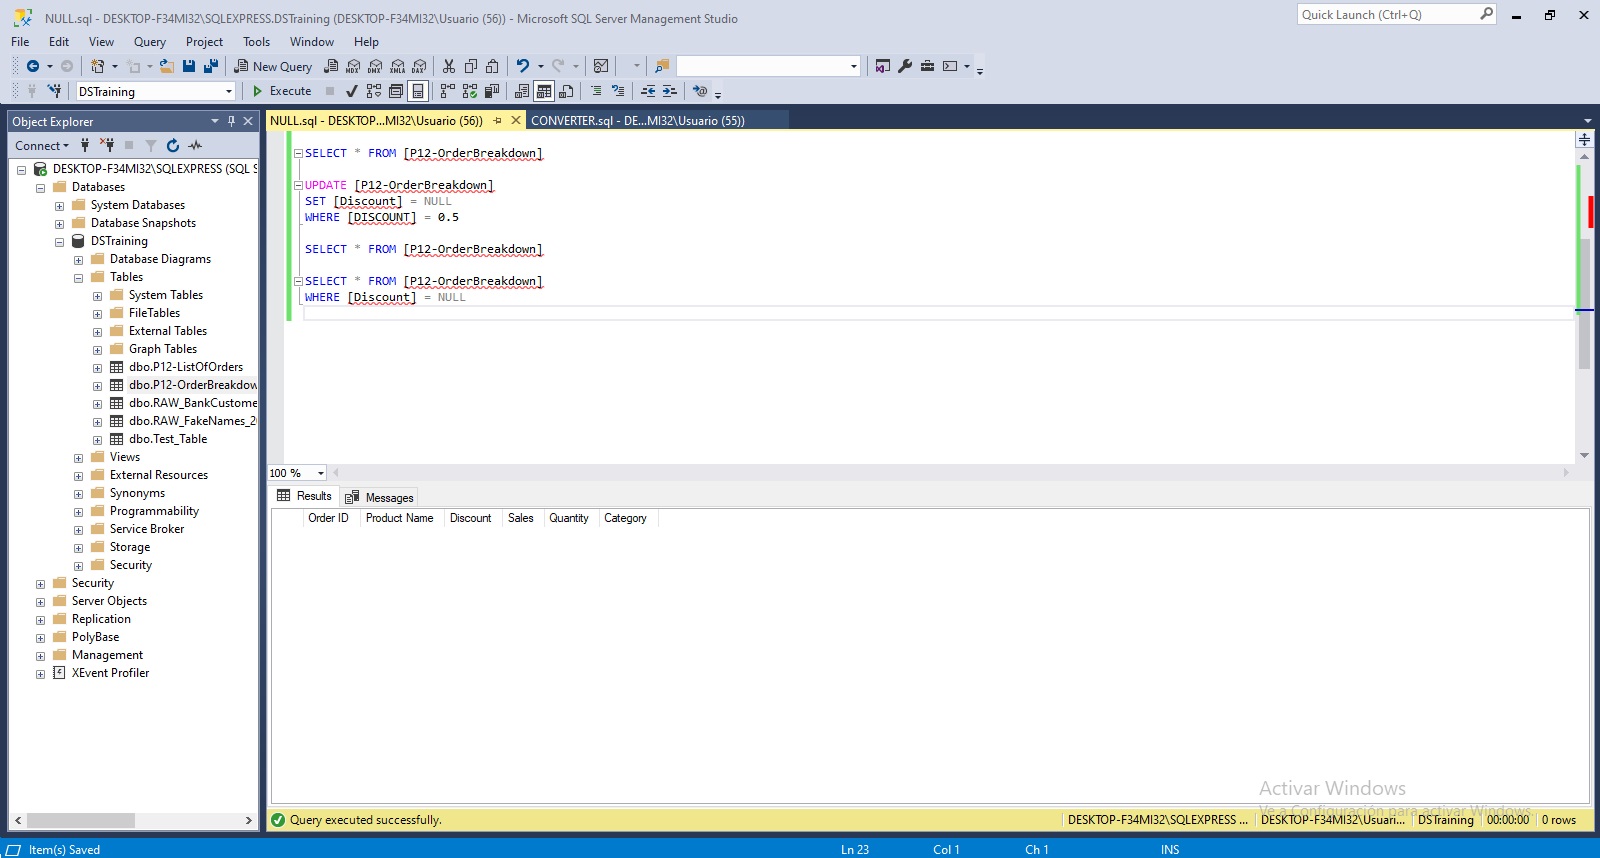 NULL.sql - DESKTOP-F34MI32\SQLEXPRESS.DSTraining (DESKTOP-F34MI32\Usuario (56)) - Microsoft SQL Server Management Studio
Quick Launch (Ctrl+Q)
File Edit View Query Project Tools Window Help
New Query
MDX DMX XMLA DAX
DSTraining Execute
Object Explorer
NULL.sql - DESKTOP...MI32\Usuario (56)) CONVERTER.sql - DE...MI32\Usuario (55))
Connect
DESKTOP-F34MI32\SQLEXPRESS (SQL S
Databases
System Databases
Database Snapshots
DSTraining
Database Diagrams
Tables
System Tables
FileTables
External Tables
Graph Tables
dbo.P12-ListOfOrders
dbo.P12-OrderBreakdow
dbo.RAW_BankCustome
dbo.RAW_FakeNames_2
dbo.Test_Table
Views
External Resources
Synonyms
Programmability
Service Broker
Storage
Security
Security
Server Objects
Replication
PolyBase
Management
XEvent Profiler
SELECT * FROM [P12-OrderBreakdown]
UPDATE [P12-OrderBreakdown]
SET [Discount] = NULL
WHERE [DISCOUNT] = 0.5
SELECT * FROM [P12-OrderBreakdown]
SELECT * FROM [P12-OrderBreakdown]
WHERE [Discount] = NULL
100 %
Results Messages
Order ID Product Name Discount Sales Quantity Category
Activar Windows
Ve a Configuración para activar Windows.
Query executed successfully. DESKTOP-F34MI32\SQLEXPRESS ... DESKTOP-F34MI32\Usuari... DSTraining 00:00:00 0 rows
Item(s) Saved Ln 23 Col 1 Ch 1 INS